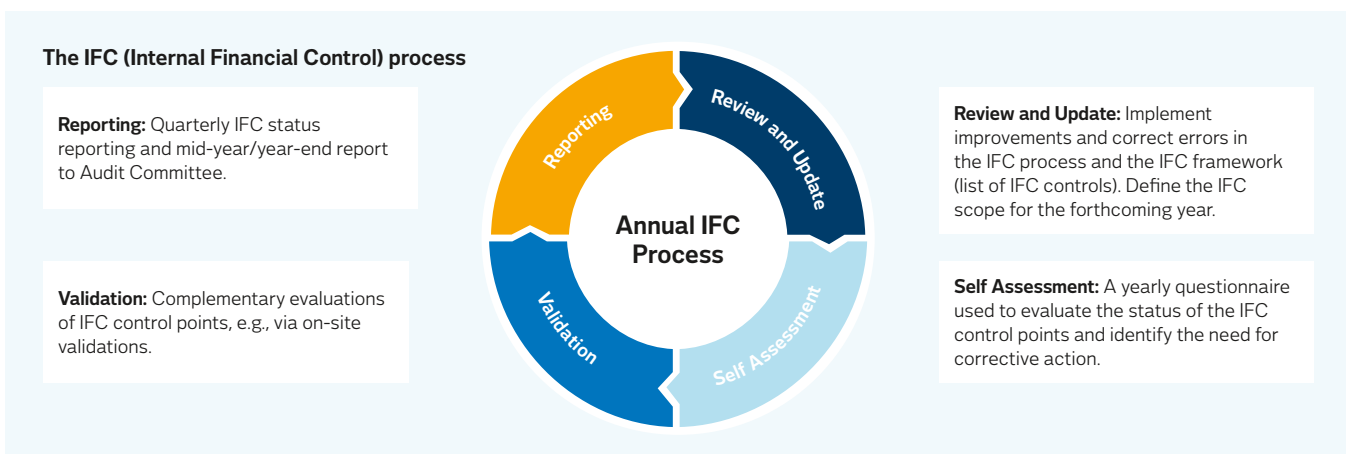 The IFC (Internal Financial Control) process
Reporting: Quarterly IFC status
reporting and mid-year/year-end report
to Audit Committee.
Validation: Complementary evaluations
of IFC control points, e.g., via on-site
validations.
Reporting
Review and Update
Annual IFC
Process
Validation
Self Assessment
Review and Update: Implement
improvements and correct errors in
the IFC process and the IFC framework
(list of IFC controls). Define the IFC
scope for the forthcoming year.
Self Assessment: A yearly questionnaire
used to evaluate the status of the IFC
control points and identify the need for
corrective action.